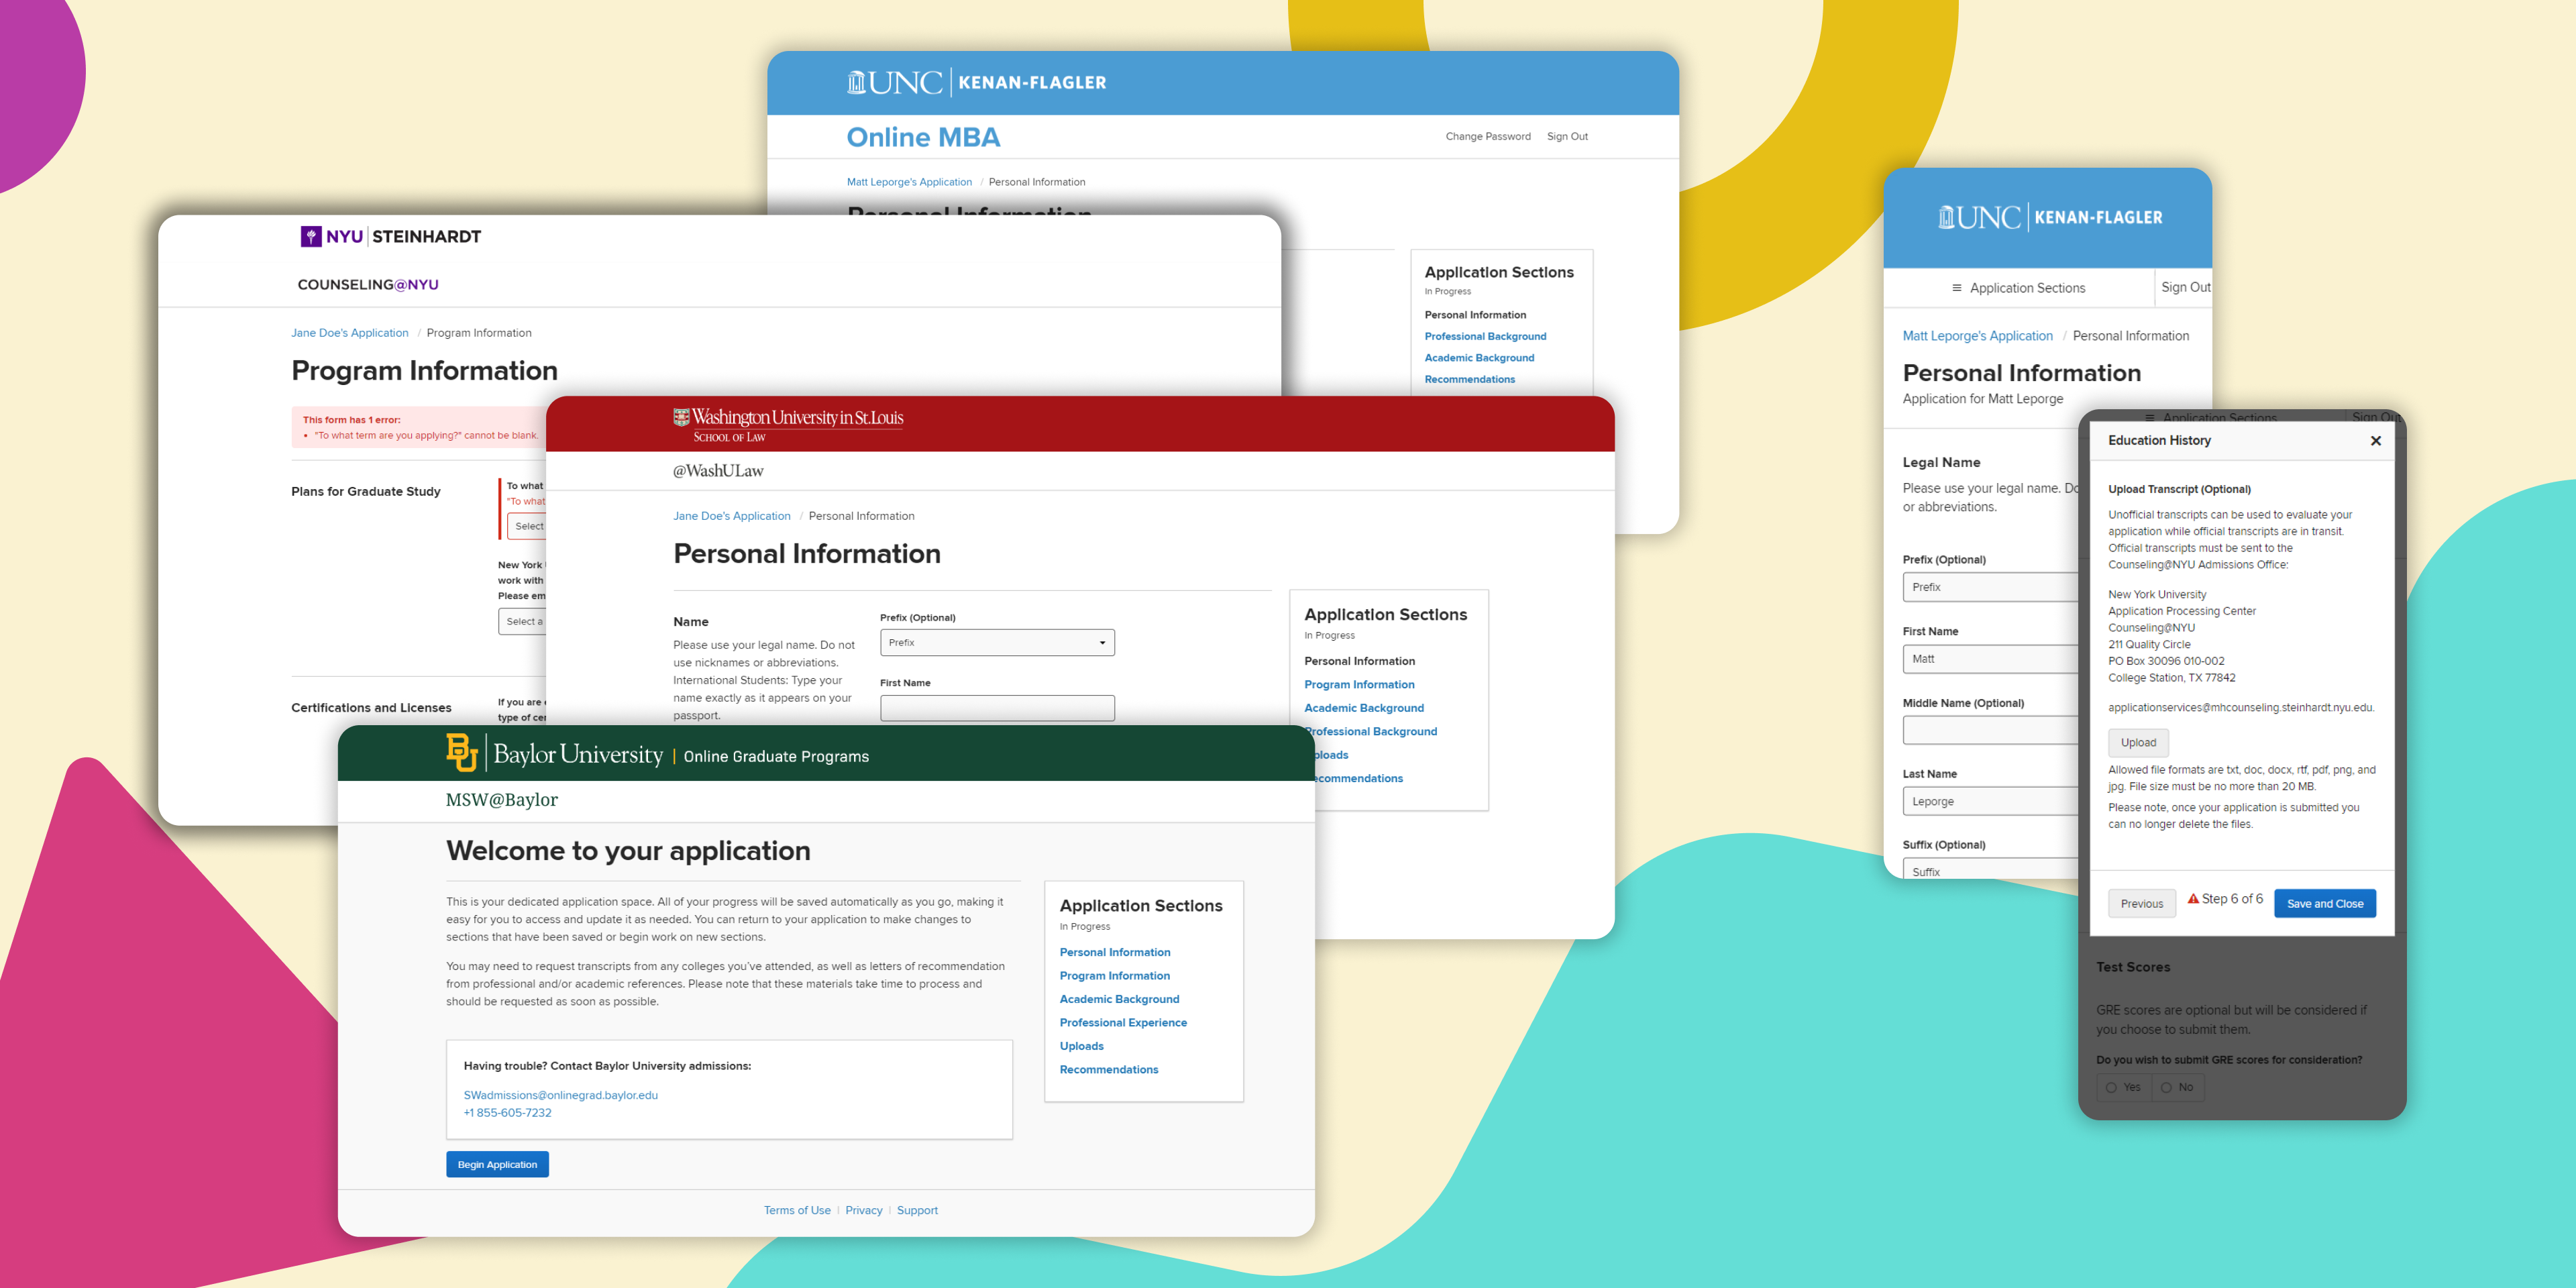 UNC KENAN-FLAGLER
Online MBA
Change Password Sign Out
Matt Leporge's Application / Personal Information
Personal Information
Application Sections
In Progress
Personal Information
Professional Background
Academic Background
Recommendations
NYU STEINHARDT
COUNSELING@NYU
Jane Doe's Application / Program Information
Program Information
This form has 1 error:
• "To what term are you applying?" cannot be blank.
Plans for Graduate Study
To what
"To what
Select
New York
work with
Please em
Select a
Certifications and Licenses
If you are
type of cer
Washington University in St. Louis
SCHOOL OF LAW
@WashULaw
Jane Doe's Application / Personal Information
Personal Information
Name
Please use your legal name. Do not
use nicknames or abbreviations.
International Students: Type your
name exactly as it appears on your
passport.
Prefix (Optional)
Prefix
First Name
Application Sections
In Progress
Personal Information
Program Information
Academic Background
Professional Background
ploads
ecommendations
BU Baylor University | Online Graduate Programs
MSW@Baylor
Welcome to your application
This is your dedicated application space. All of your progress will be saved automatically as you go, making it
easy for you to access and update it as needed. You can return to your application to make changes to
sections that have been saved or begin work on new sections.
You may need to request transcripts from any colleges you've attended, as well as letters of recommendation
from professional and/or academic references. Please note that these materials take time to process and
should be requested as soon as possible.
Having trouble? Contact Baylor University admissions:
SWadmissions@onlinegrad.baylor.edu
+1 855-605-7232
Begin Application
Application Sections
In Progress
Personal Information
Program Information
Academic Background
Professional Experience
Uploads
Recommendations
Terms of Use | Privacy | Support
UNC KENAN-FLAGLER
≡ Application Sections
Sign Out
Matt Leporge's Application / Personal Information
Personal Information
Application for Matt Leporge
Legal Name
Please use your legal name. Do
or abbreviations.
Prefix (Optional)
Prefix
First Name
Matt
Middle Name (Optional)
Last Name
Leporge
Suffix (Optional)
Suffix
≡ Application Sections
Sign Out
Education History
Upload Transcript (Optional)
Unofficial transcripts can be used to evaluate your
application while official transcripts are in transit.
Official transcripts must be sent to the
Counseling@NYU Admissions Office:
New York University
Application Processing Center
Counseling@NYU
211 Quality Circle
PO Box 30096 010-002
College Station, TX 77842
applicationservices@mhcounseling.steinhardt.nyu.edu.
Upload
Allowed file formats are txt, doc, docx, rtf, pdf, png, and
jpg. File size must be no more than 20 MB.
Please note, once your application is submitted you
can no longer delete the files.
Previous
Step 6 of 6
Save and Close
Test Scores
GRE scores are optional but will be considered if
you choose to submit them.
Do you wish to submit GRE scores for consideration?
Yes
No